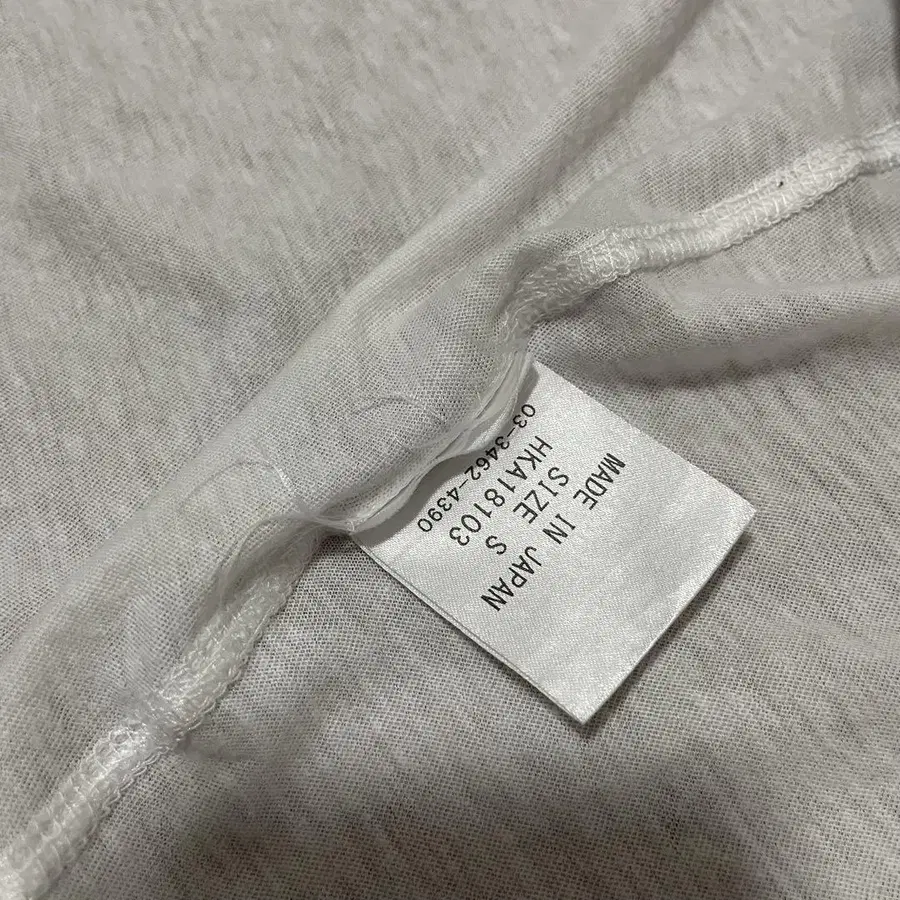 03-3462-4390
HKA18103
SIZE S
MADE IN JAPAN